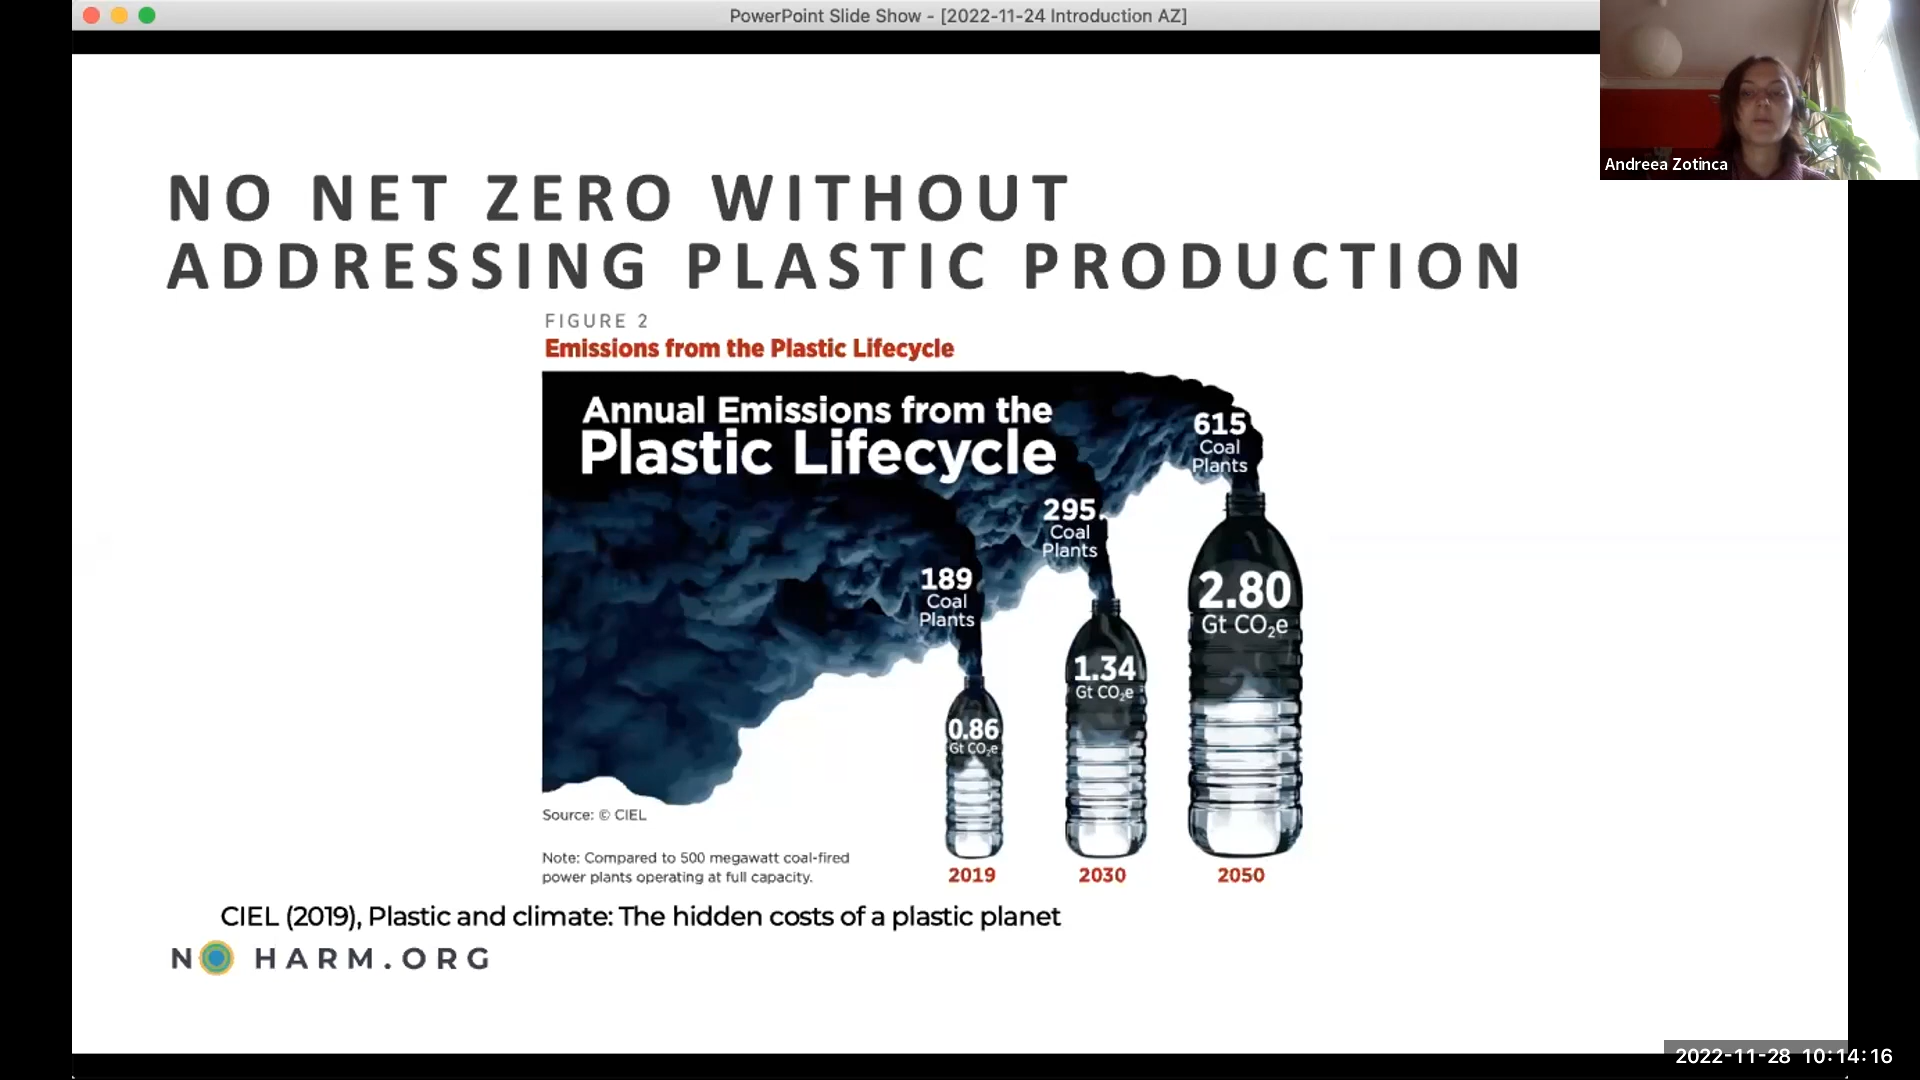 PowerPoint Slide Show - [2022-11-24 Introduction AZ]
Andreea Zotinca
NO NET ZERO WITHOUT
ADDRESSING PLASTIC PRODUCTION
FIGURE 2
Emissions from the Plastic Lifecycle
Annual Emissions from the
Plastic Lifecycle
615
Coal
Plants
295
Coal
Plants
189
Coal
Plants
2.80
Gt CO₂e
1.34
Gt CO₂e
0.86
Gt CO₂e
Source: © CIEL
Note: Compared to 500 megawatt coal-fired
power plants operating at full capacity.
2019
2030
2050
CIEL (2019), Plastic and climate: The hidden costs of a plastic planet
NO HARM.ORG
2022-11-28 10:14:16